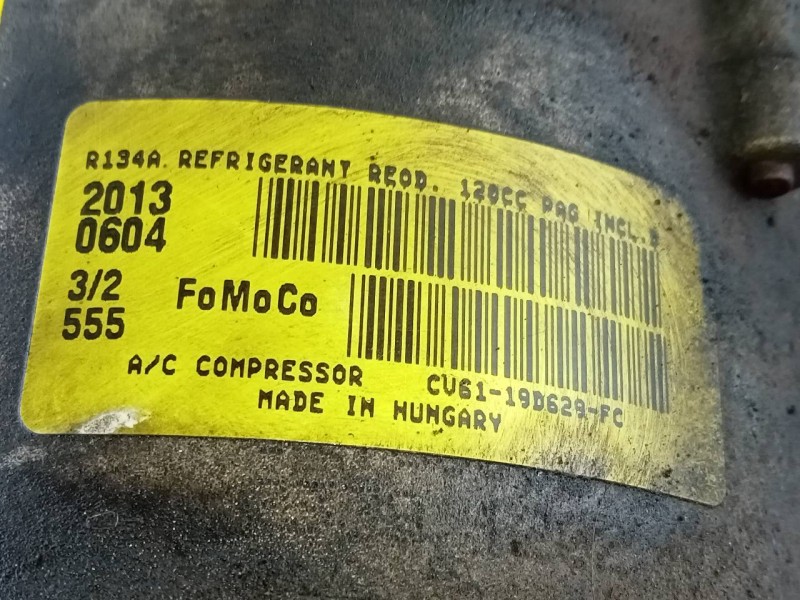 R134A REFRIGERANT REQD. 120CC PAG INCL.
2013
0604
3/2
555
FoMoCo
A/C COMPRESSOR CV61-19D629-FC
MADE IN HUNGARY